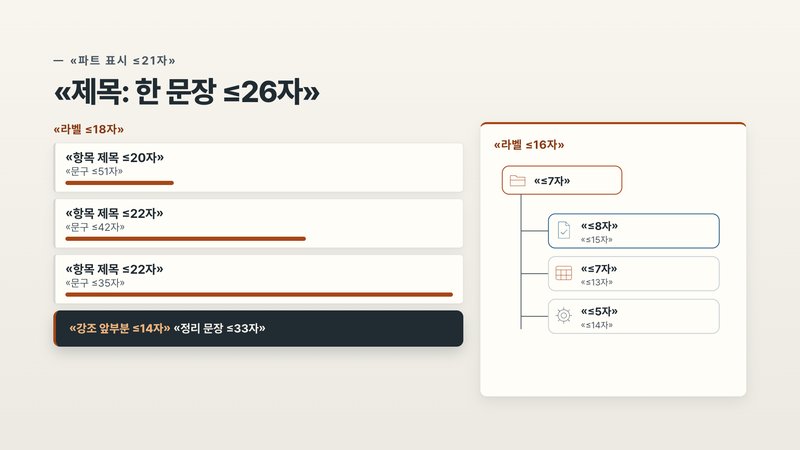 — «파트 표시 ≤21자»
«제목: 한 문장 ≤26자»
«라벨 ≤18자»
«항목 제목 ≤20자»
«문구 ≤51자»
«항목 제목 ≤22자»
«문구 ≤42자»
«항목 제목 ≤22자»
«문구 ≤35자»
«강조 앞부분 ≤14자» «정리 문장 ≤33자»
«라벨 ≤16자»
«≤7자»
«≤8자»
«≤15자»
«≤7자»
«≤13자»
«≤5자»
«≤14자»